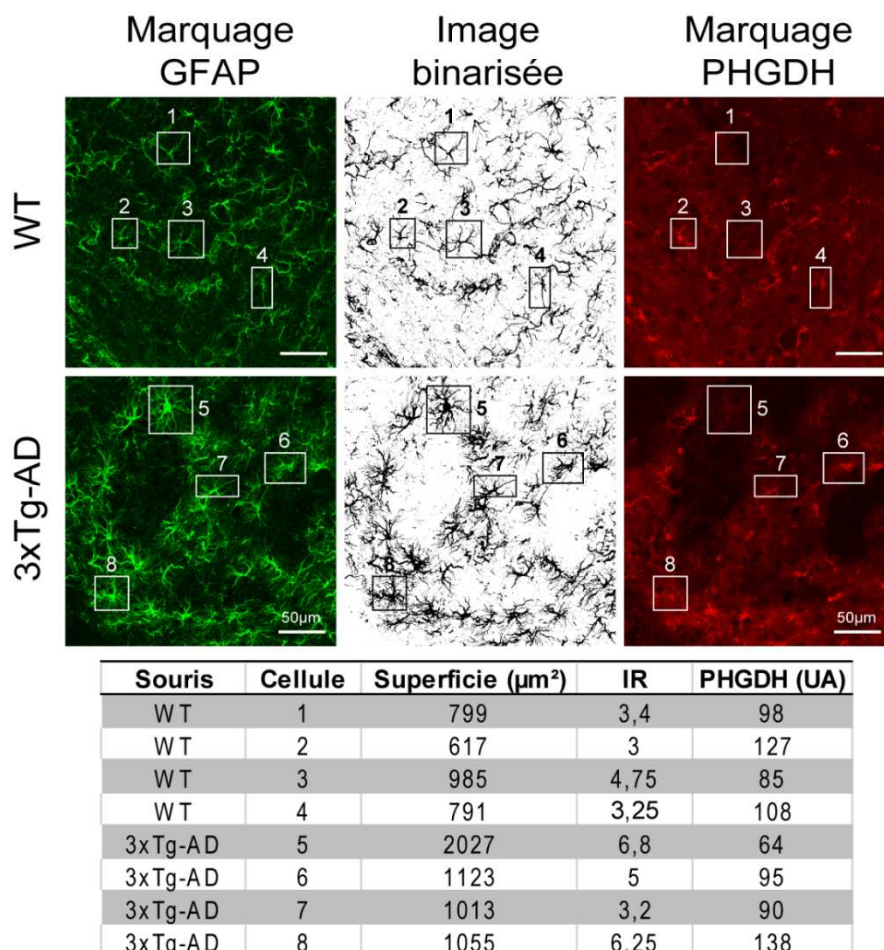 Marquage GFAP
Image binarisée
Marquage PHGDH
WT
1
2
3
4
1
2
3
4
1
2
3
4
3xTg-AD
5
6
7
8
50µm
5
6
7
8
5
6
7
8
50µm
Souris Cellule Superficie (µm²) IR PHGDH (UA)
WT 1 799 3,4 98
WT 2 617 3 127
WT 3 985 4,75 85
WT 4 791 3,25 108
3xTg-AD 5 2027 6,8 64
3xTg-AD 6 1123 5 95
3xTg-AD 7 1013 3,2 90
3xTg-AD 8 1055 6,25 138